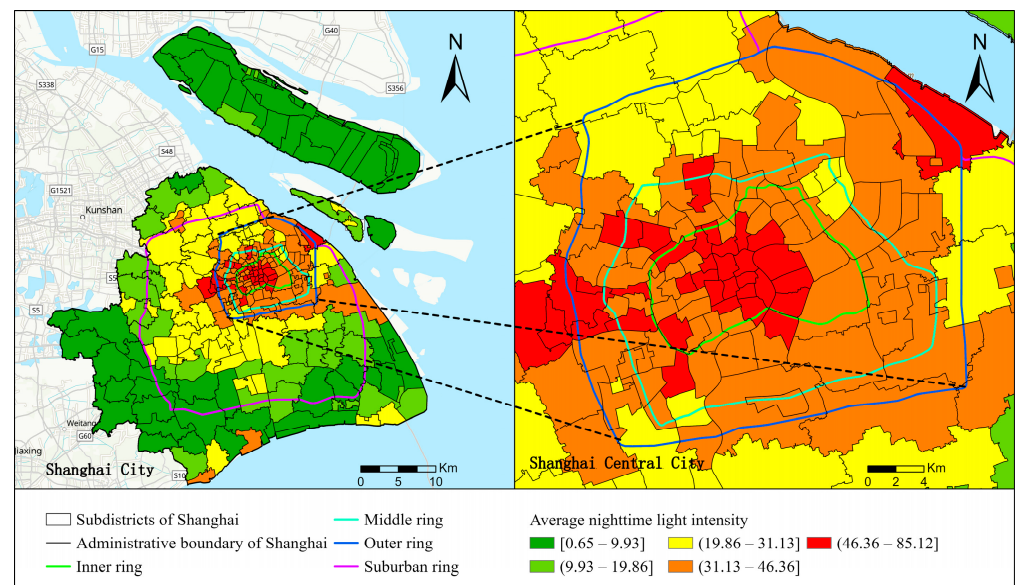 G15
G40
N
S338
S356
S48
G1521
Kunshan
S5
S5
Weitang
G60
jiaxing
S10
Shanghai City
Km
0 5 10
N
Shanghai Central City
Km
0 2 4
Subdistricts of Shanghai
Administrative boundary of Shanghai
Inner ring
Middle ring
Outer ring
Suburban ring
Average nighttime light intensity
[0.65 – 9.93]
(9.93 – 19.86]
(19.86 – 31.13]
(31.13 – 46.36]
(46.36 – 85.12]